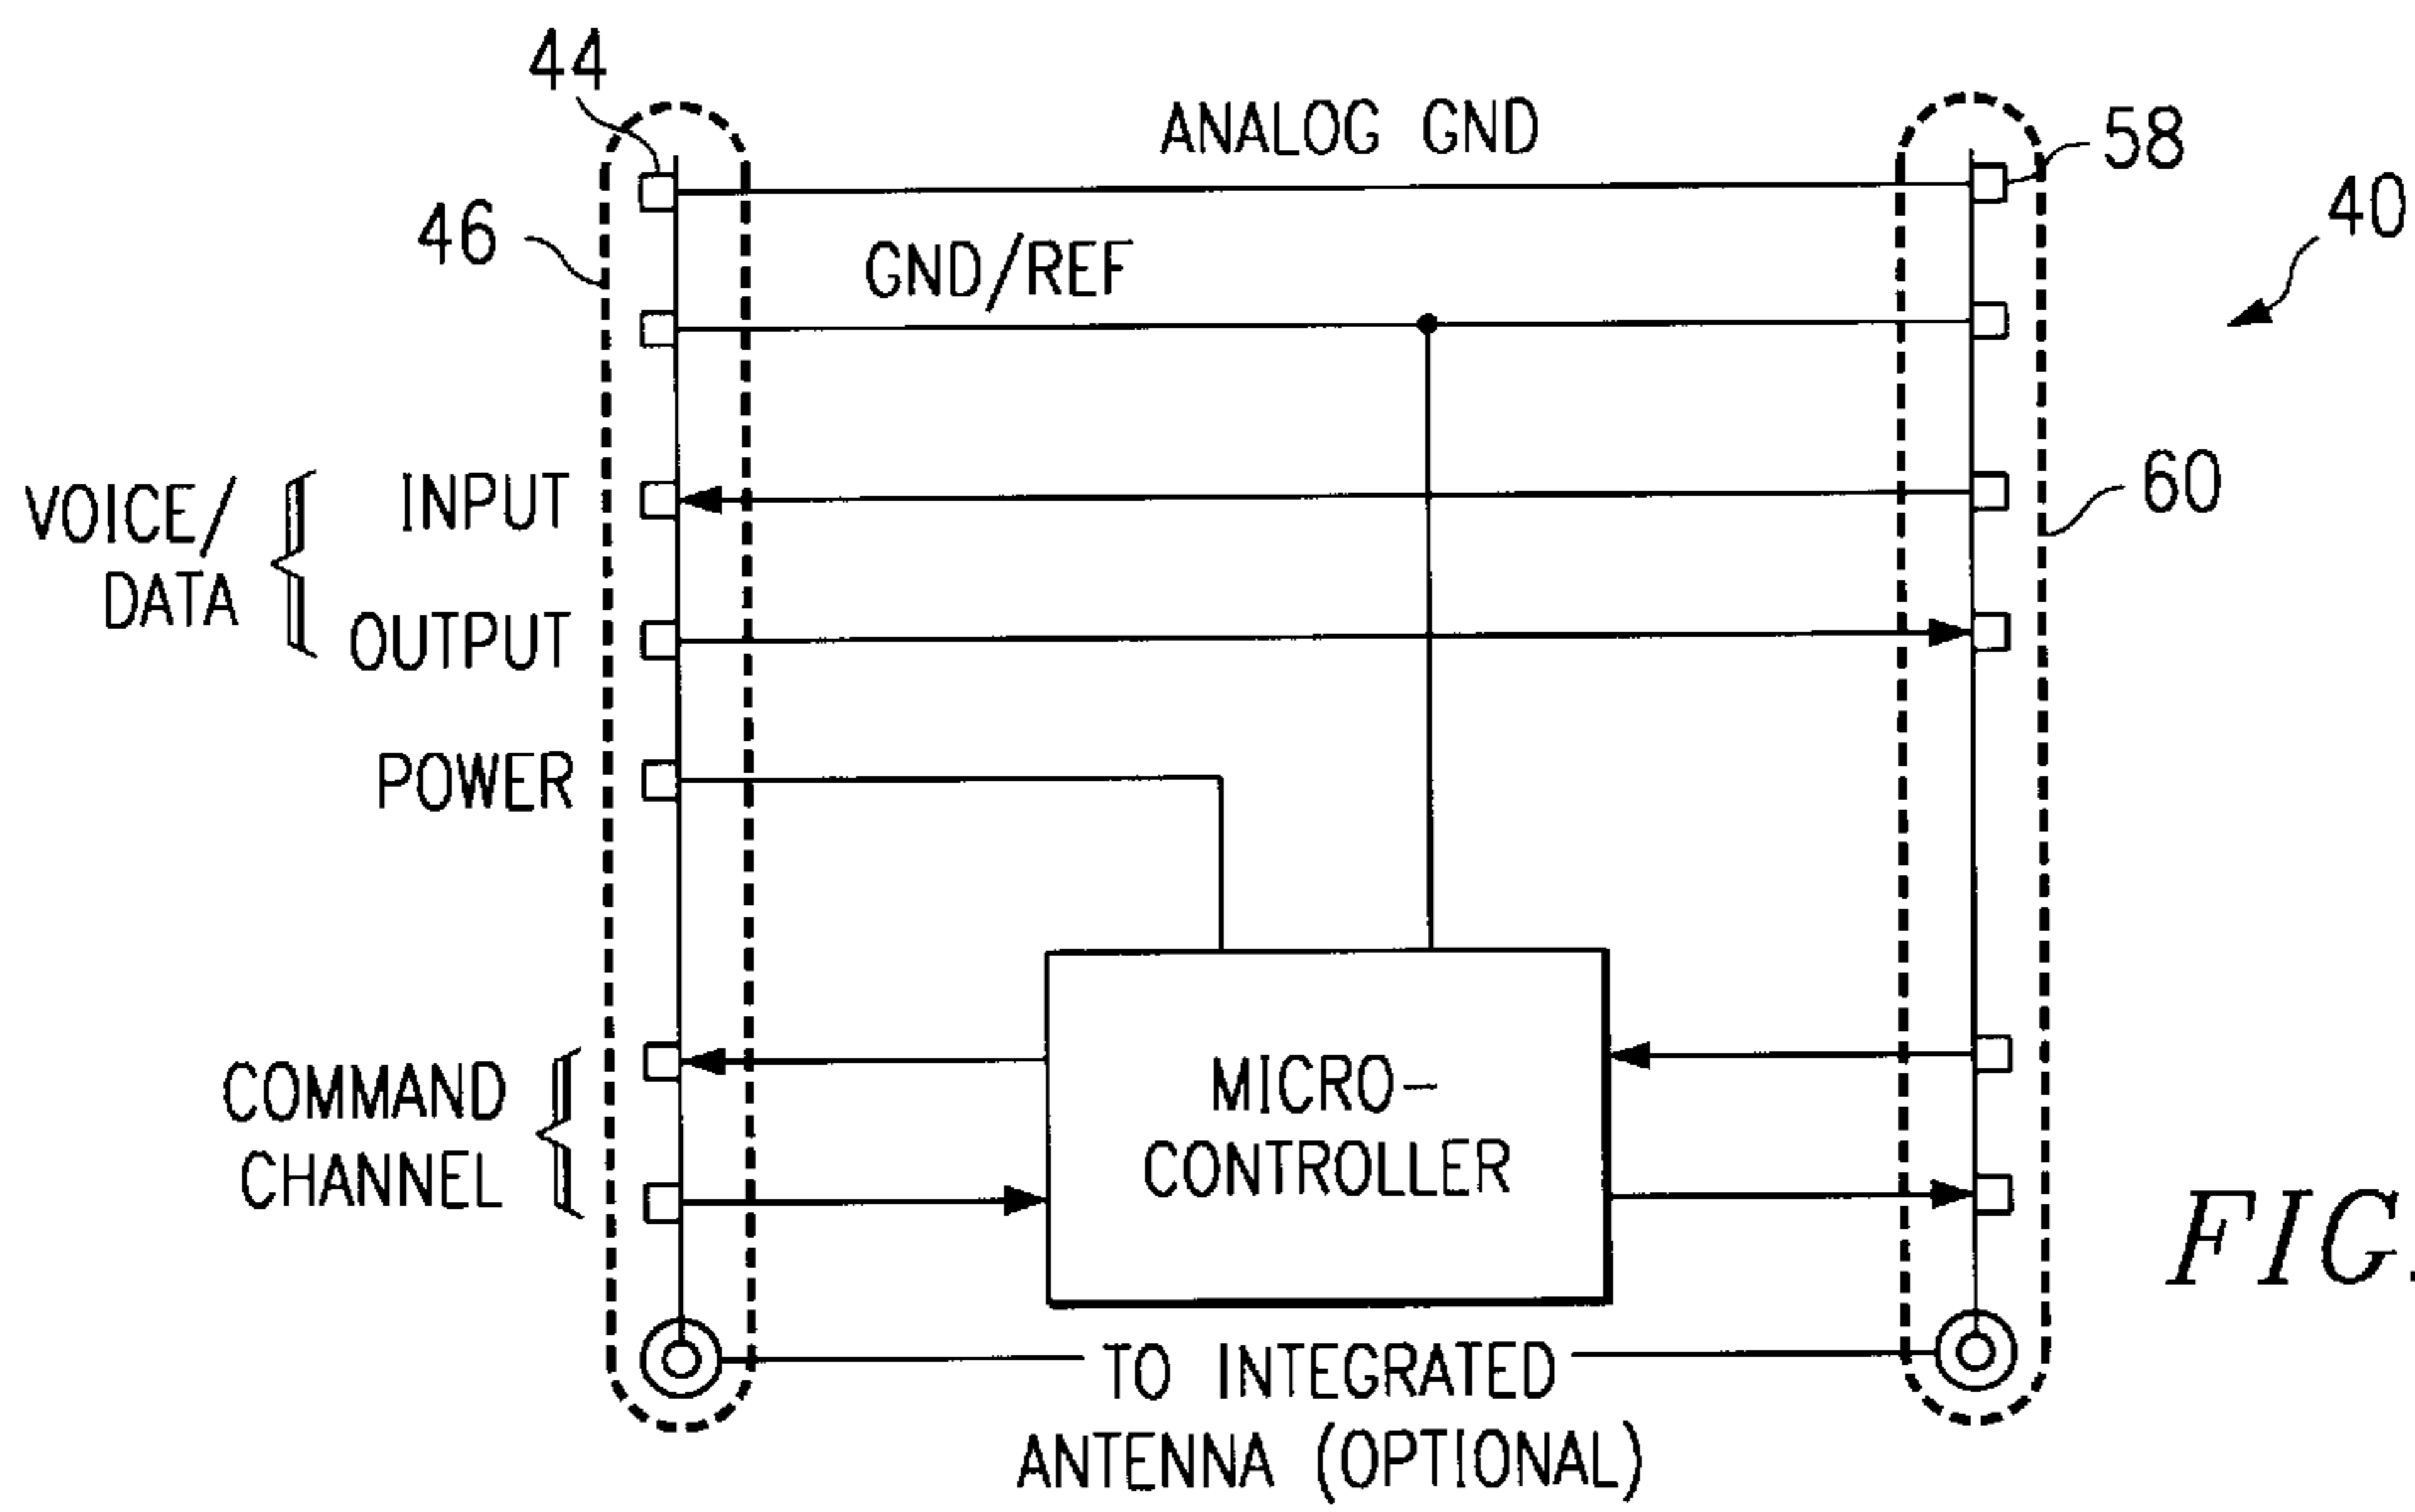 44
ANALOG GND
58
46
40
GND/REF
VOICE/
DATA
INPUT
60
OUTPUT
POWER
COMMAND
CHANNEL
MICRO-
CONTROLLER
FIG.
TO INTEGRATED
ANTENNA (OPTIONAL)